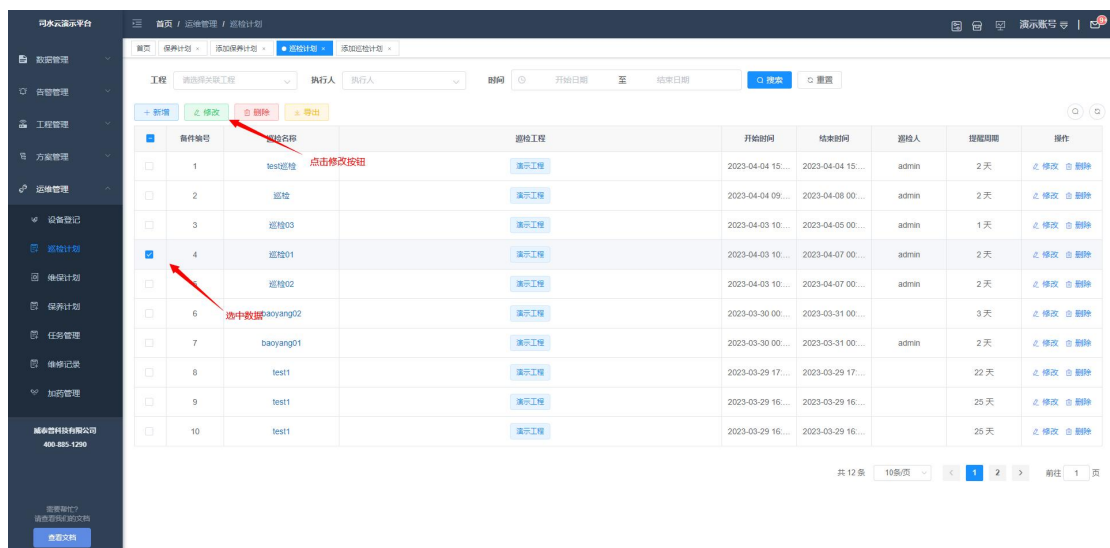 司水云演示平台
首页 / 运维管理 / 巡检计划
演示账号
9+
首页 保养计划 × 添加保养计划 × 巡检计划 × 添加巡检计划 ×
数据管理
告警管理
工程管理
方案管理
运维管理
设备登记
巡检计划
维保计划
保养计划
任务管理
维修记录
加药管理
威泰普科技有限公司
400-885-1290
需要帮忙?
请查看我们的文档
查看文档
工程 请选择关联工程 执行人 执行人 时间 开始日期 至 结束日期 搜索 重置
+ 新增 修改 删除 导出
备件编号 巡检名称 巡检工程 开始时间 结束时间 巡检人 提醒周期 操作
点击修改按钮
1 test巡检 演示工程 2023-04-04 15:... 2023-04-04 15:... admin 2 天 修改 删除
2 巡检 演示工程 2023-04-04 09:... 2023-04-08 00:... admin 2 天 修改 删除
3 巡检03 演示工程 2023-04-03 10:... 2023-04-05 00:... admin 1 天 修改 删除
4 巡检01 演示工程 2023-04-03 10:... 2023-04-07 00:... admin 2 天 修改 删除
5 巡检02 演示工程 2023-04-03 10:... 2023-04-07 00:... admin 2 天 修改 删除
选中数据
6 baoyang02 演示工程 2023-03-30 00:... 2023-03-31 00:... 3 天 修改 删除
7 baoyang01 演示工程 2023-03-30 00:... 2023-03-31 00:... admin 2 天 修改 删除
8 test1 演示工程 2023-03-29 17:... 2023-03-29 17:... 22 天 修改 删除
9 test1 演示工程 2023-03-29 16:... 2023-03-29 16:... 25 天 修改 删除
10 test1 演示工程 2023-03-29 16:... 2023-03-29 16:... 25 天 修改 删除
共 12 条 10条/页 < 1 2 > 前往 1 页